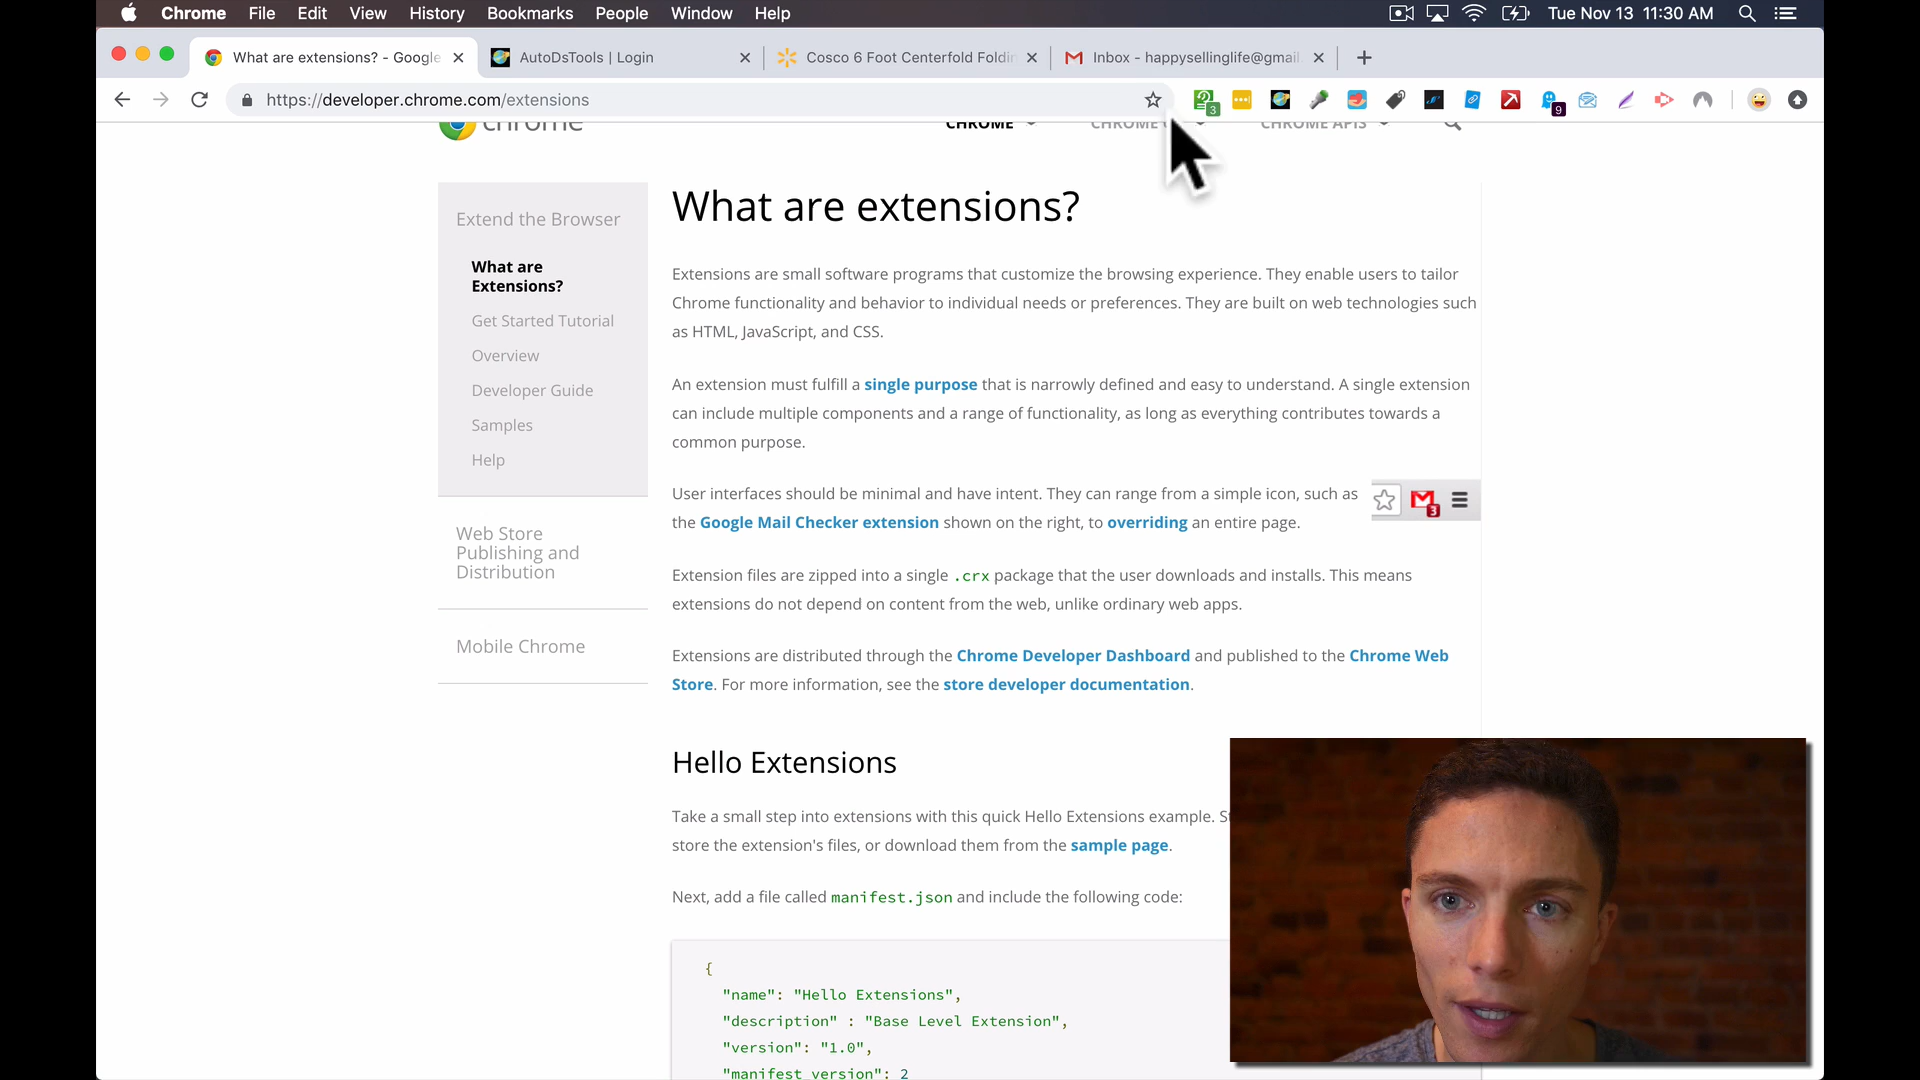 Chrome File Edit View History Bookmarks People Window Help Tue Nov 13 11:30 AM
What are extensions? - Google AutoDsTools | Login Cosco 6 Foot Centerfold Foldin Inbox - happysellinglife@gmail.
https://developer.chrome.com/extensions 3 9
chrome CHROME CHROME CHROME APIS
Extend the Browser
What are
Extensions?
Get Started Tutorial
Overview
Developer Guide
Samples
Help
Web Store
Publishing and
Distribution
Mobile Chrome
What are extensions?
Extensions are small software programs that customize the browsing experience. They enable users to tailor
Chrome functionality and behavior to individual needs or preferences. They are built on web technologies such
as HTML, JavaScript, and CSS.
An extension must fulfill a single purpose that is narrowly defined and easy to understand. A single extension
can include multiple components and a range of functionality, as long as everything contributes towards a
common purpose.
User interfaces should be minimal and have intent. They can range from a simple icon, such as
the Google Mail Checker extension shown on the right, to overriding an entire page.
3
Extension files are zipped into a single .crx package that the user downloads and installs. This means
extensions do not depend on content from the web, unlike ordinary web apps.
Extensions are distributed through the Chrome Developer Dashboard and published to the Chrome Web
Store. For more information, see the store developer documentation.
Hello Extensions
Take a small step into extensions with this quick Hello Extensions example.
store the extension's files, or download them from the sample page.
Next, add a file called manifest.json and include the following code:
{
"name": "Hello Extensions",
"description" : "Base Level Extension",
"version": "1.0",
"manifest_version": 2